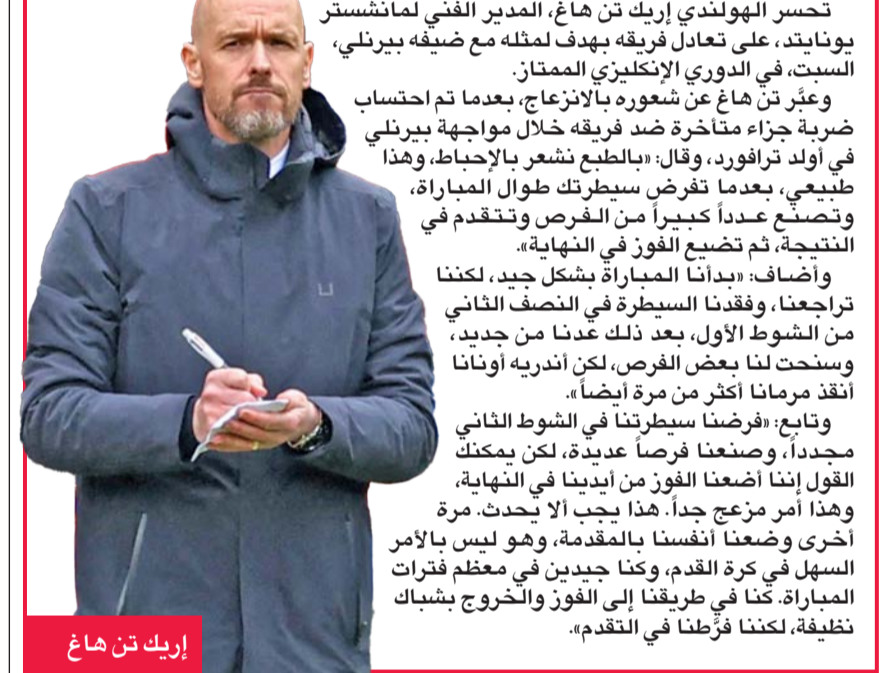 تحسر الهولندي إريك تن هاغ، المدير الفني لمانشستر
يونايتد، على تعادل فريقه بهدف لمثله مع ضيفه بيرنلي،
السبت، في الدوري الإنكليزي الممتاز.
وعبَّر تن هاغ عن شعوره بالانزعاج، بعدما تم احتساب
ضربة جزاء متأخرة ضد فريقه خلال مواجهة بيرنلي
في أولد ترافورد، وقال: «بالطبع نشعر بالإحباط، وهذا
طبيعي، بعدما تفرض سيطرتك طوال المباراة،
وتصنع عدداً كبيراً من الفرص وتتقدم في
النتيجة، ثم تضيع الفوز في النهاية».
وأضاف: «بدأنا المباراة بشكل جيد، لكننا
تراجعنا، وفقدنا السيطرة في النصف الثاني
من الشوط الأول، بعد ذلك عدنا من جديد،
وسنحت لنا بعض الفرص، لكن أندريه أونانا
أنقذ مرمانا أكثر من مرة أيضاً».
وتابع: «فرضنا سيطرتنا في الشوط الثاني
مجدداً، وصنعنا فرصاً عديدة، لكن يمكنك
القول إننا أضعنا الفوز من أيدينا في النهاية،
وهذا أمر مزعج جداً. هذا يجب ألا يحدث. مرة
أخرى وضعنا أنفسنا بالمقدمة، وهو ليس بالأمر
السهل في كرة القدم، وكنا جيدين في معظم فترات
المباراة. كنا في طريقنا إلى الفوز والخروج بشباك
نظيفة، لكننا فرَّطنا في التقدم».
إريك تن هاغ